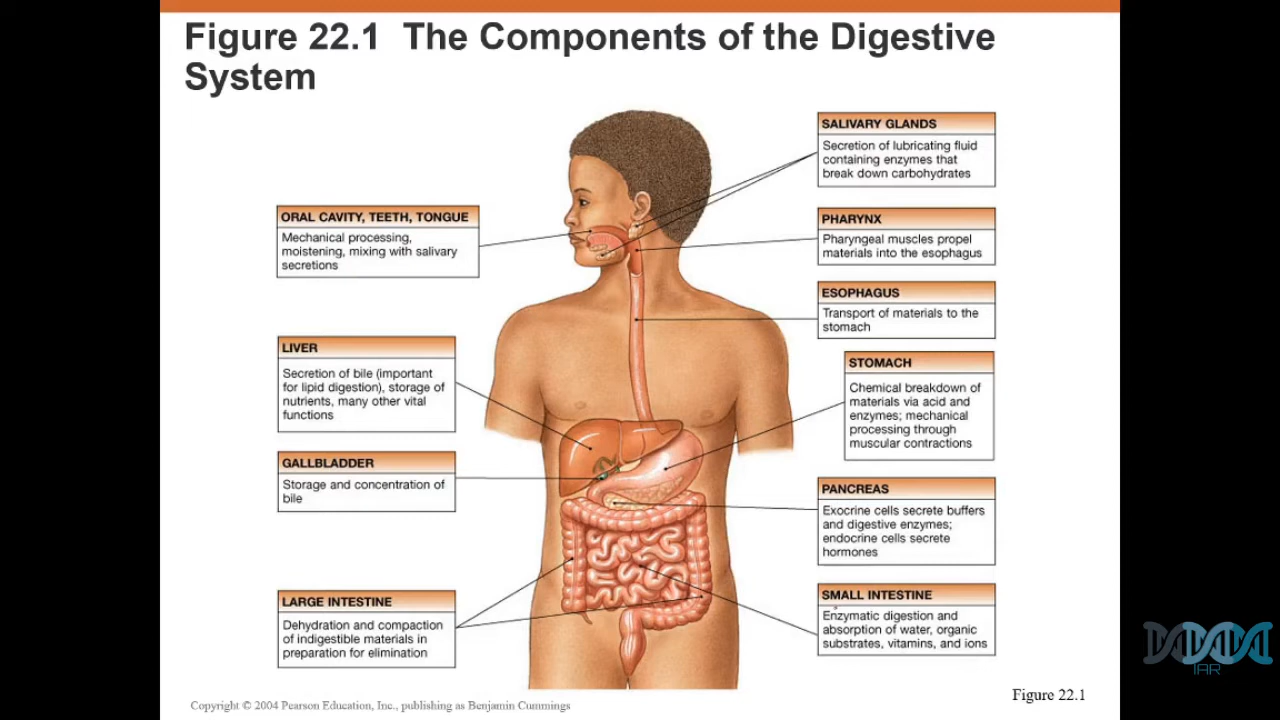 Figure 22.1 The Components of the Digestive
System
SALIVARY GLANDS
Secretion of lubricating fluid
containing enzymes that
break down carbohydrates
ORAL CAVITY, TEETH, TONGUE
Mechanical processing,
moistening, mixing with salivary
secretions
PHARYNX
Pharyngeal muscles propel
materials into the esophagus
ESOPHAGUS
Transport of materials to the
stomach
LIVER
Secretion of bile (important
for lipid digestion), storage of
nutrients, many other vital
functions
STOMACH
Chemical breakdown of
materials via acid and
enzymes; mechanical
processing through
muscular contractions
GALLBLADDER
Storage and concentration of
bile
PANCREAS
Exocrine cells secrete buffers
and digestive enzymes;
endocrine cells secrete
hormones
LARGE INTESTINE
Dehydration and compaction
of indigestible materials in
preparation for elimination
SMALL INTESTINE
Enzymatic digestion and
absorption of water, organic
substrates, vitamins, and ions
IAR
Figure 22.1
Copyright © 2004 Pearson Education, Inc., publishing as Benjamin Cummings